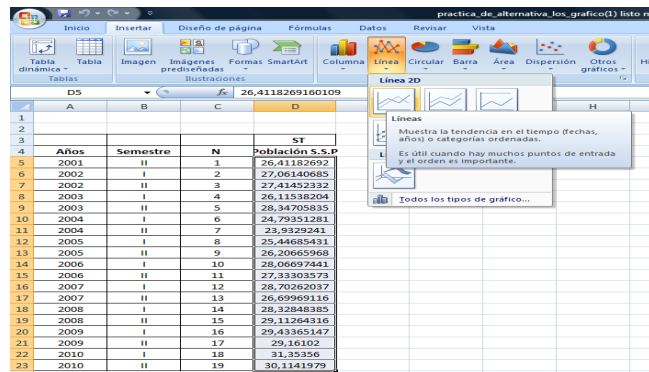 practica_de_alternativa_los_grafico(1) listo n
Inicio Insertar Diseño de página Fórmulas Datos Revisar Vista
Tabla dinámica Tabla Imagen Imágenes prediseñadas Formas SmartArt Columna Línea Circular Barra Área Dispersión Otros gráficos Hi
Tablas Ilustraciones
Línea 2D
D5 fx 26,4118269160109
Líneas
Muestra la tendencia en el tiempo (fechas,
años) o categorías ordenadas.
Es útil cuando hay muchos puntos de entrada
y el orden es importante.
Todos los tipos de gráfico...
A B C D H
1
2
3 ST
4 Años Semestre N Población S.S.P
5 2001 II 1 26,41182692
6 2002 I 2 27,06140685
7 2002 II 3 27,41452332
8 2003 I 4 26,11538204
9 2003 II 5 28,34705835
10 2004 I 6 24,79351281
11 2004 II 7 23,9329241
12 2005 I 8 25,44685431
13 2005 II 9 26,20665968
14 2006 I 10 28,06697441
15 2006 II 11 27,33303573
16 2007 I 12 28,70262037
17 2007 II 13 26,69969116
18 2008 I 14 28,32848385
19 2008 II 15 29,11264316
20 2009 I 16 29,43365147
21 2009 II 17 29,16102
22 2010 I 18 31,35356
23 2010 II 19 30,1141979